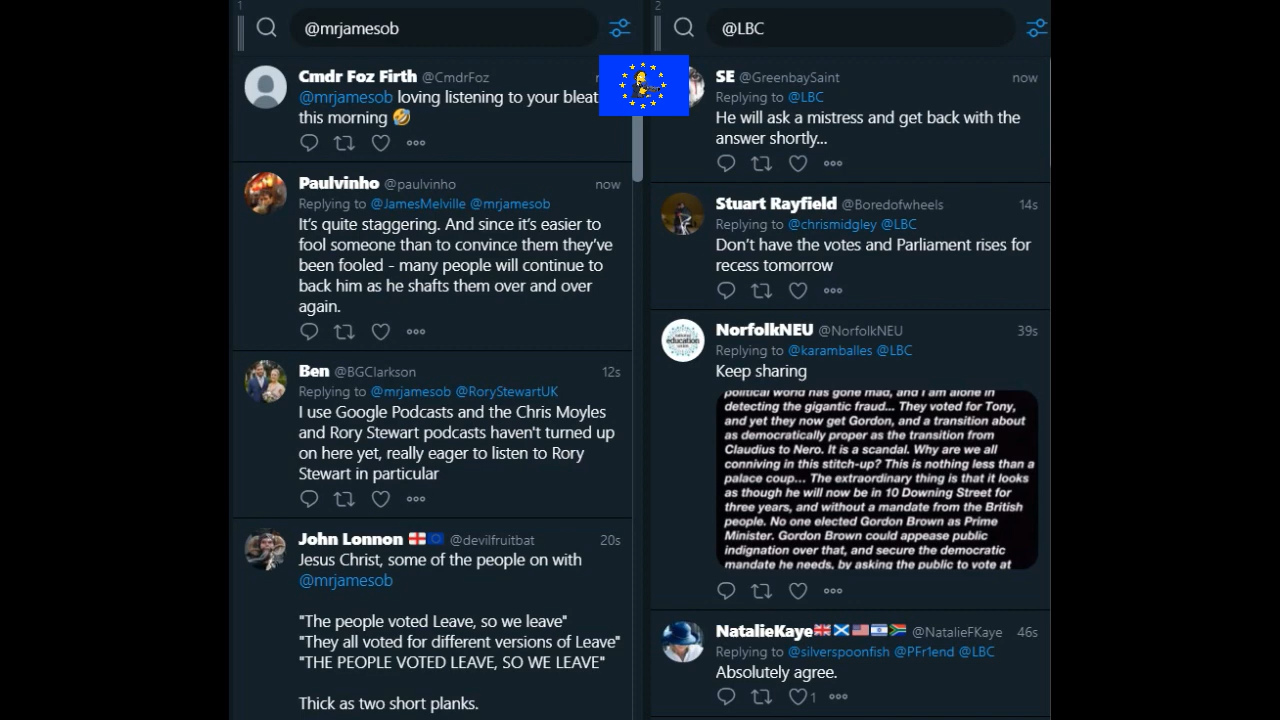 1
@mrjamesob
Cmdr Foz Firth @CmdrFoz
@mrjamesob loving listening to your bleat
this morning 🤣
Paulvinho @paulvinho now
Replying to @JamesMelville @mrjamesob
It's quite staggering. And since it's easier to
fool someone than to convince them they've
been fooled - many people will continue to
back him as he shafts them over and over
again.
Ben @BGClarkson 12s
Replying to @mrjamesob @RoryStewartUK
I use Google Podcasts and the Chris Moyles
and Rory Stewart podcasts haven't turned up
on here yet, really eager to listen to Rory
Stewart in particular
John Lonnon 🏴󠁧󠁢󠁥󠁮󠁧󠁿🇪🇺 @devilfruitbat 20s
Jesus Christ, some of the people on with
@mrjamesob
"The people voted Leave, so we leave"
"They all voted for different versions of Leave"
"THE PEOPLE VOTED LEAVE, SO WE LEAVE"
Thick as two short planks.
2
@LBC
SE @GreenbaySaint now
Replying to @LBC
He will ask a mistress and get back with the
answer shortly...
Stuart Rayfield @Boredofwheels 14s
Replying to @chrismidgley @LBC
Don't have the votes and Parliament rises for
recess tomorrow
NorfolkNEU @NorfolkNEU 39s
Replying to @karamballes @LBC
Keep sharing
political world has gone mad, and I am alone in
detecting the gigantic fraud... They voted for Tony,
and yet they now get Gordon, and a transition about
as democratically proper as the transition from
Claudius to Nero. It is a scandal. Why are we all
conniving in this stitch-up? This is nothing less than a
palace coup... The extraordinary thing is that it looks
as though he will now be in 10 Downing Street for
three years, and without a mandate from the British
people. No one elected Gordon Brown as Prime
Minister. Gordon Brown could appease public
indignation over that, and secure the democratic
mandate he needs, by asking the public to vote at
NatalieKaye🇬🇧🏴󠁧󠁢󠁳󠁣󠁴󠁿🇺🇸🇮🇱🇿🇦 @NatalieFKaye 46s
Replying to @silverspoonfish @PFr1end @LBC
Absolutely agree.
1